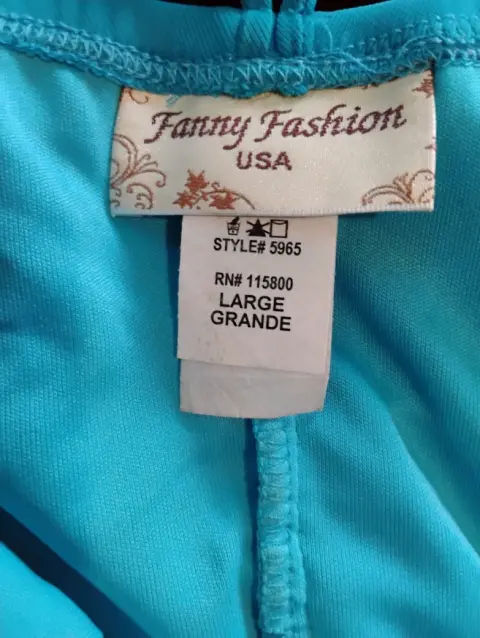 Fanny Fashion
USA
STYLE# 5965
RN# 115800
LARGE
GRANDE